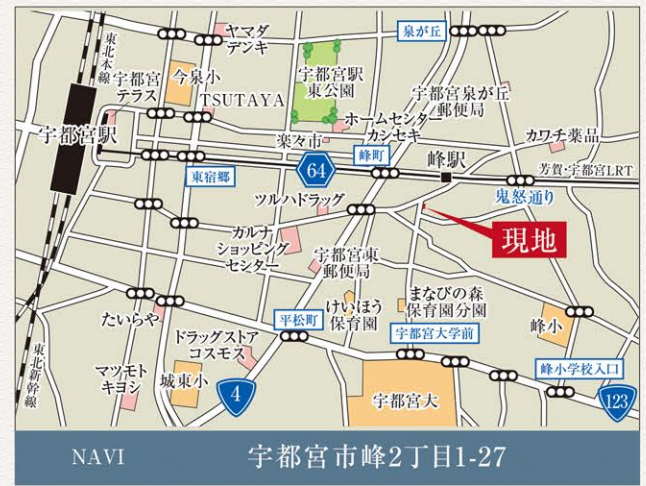 ヤマダ
デンキ
泉が丘
東北本線
宇都宮
テラス
今泉小
宇都宮駅
東公園
宇都宮泉が丘
郵便局
TSUTAYA
ホームセンター
カンセキ
宇都宮駅
楽々市
カワチ薬品
峰町
峰駅
芳賀・宇都宮LRT
東宿郷
64
鬼怒通り
ツルハドラッグ
現地
カルナ
ショッピング
センター
宇都宮東
郵便局
けいほう
保育園
まなびの森
保育園分園
たいらや
平松町
宇都宮大学前
峰小
ドラッグストア
コスモス
東北新幹線
マツモト
キヨシ
城東小
4
宇都宮大
峰小学校入口
123
NAVI
宇都宮市峰2丁目1-27